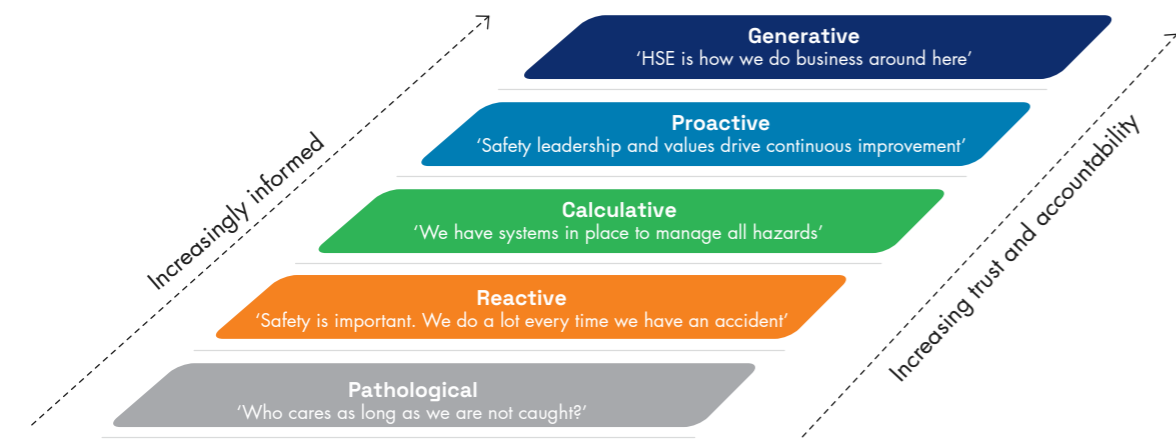 Generative
‘HSE is how we do business around here’
Proactive
‘Safety leadership and values drive continuous improvement’
Calculative
‘We have systems in place to manage all hazards’
Reactive
’Safety is important. We do a lot every time we have an accident’
Pathological
‘Who cares as long as we are not caught?’
Increasingly informed
Increasing trust and accountability